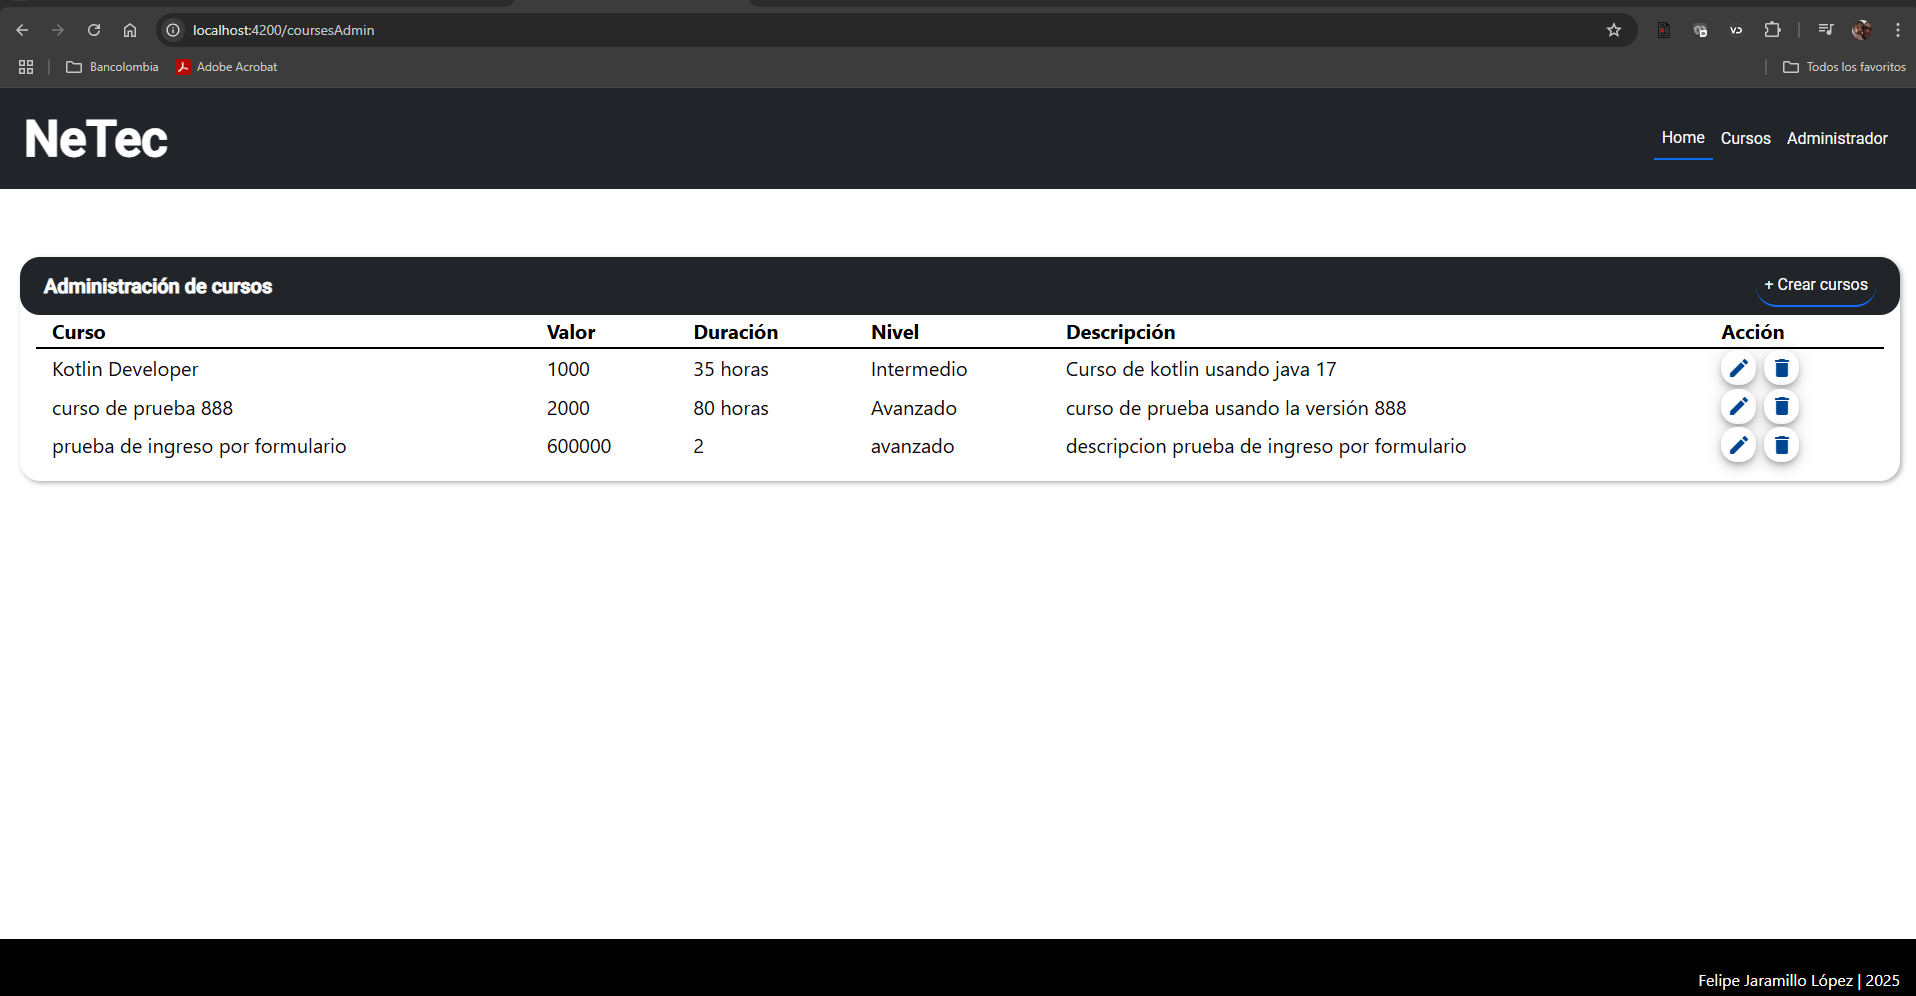 localhost:4200/coursesAdmin
Bancolombia Adobe Acrobat Todos los favoritos
NeTec Home Cursos Administrador
Administración de cursos + Crear cursos
Curso Valor Duración Nivel Descripción Acción
Kotlin Developer 1000 35 horas Intermedio Curso de kotlin usando java 17
curso de prueba 888 2000 80 horas Avanzado curso de prueba usando la versión 888
prueba de ingreso por formulario 600000 2 avanzado descripcion prueba de ingreso por formulario
Felipe Jaramillo López | 2025